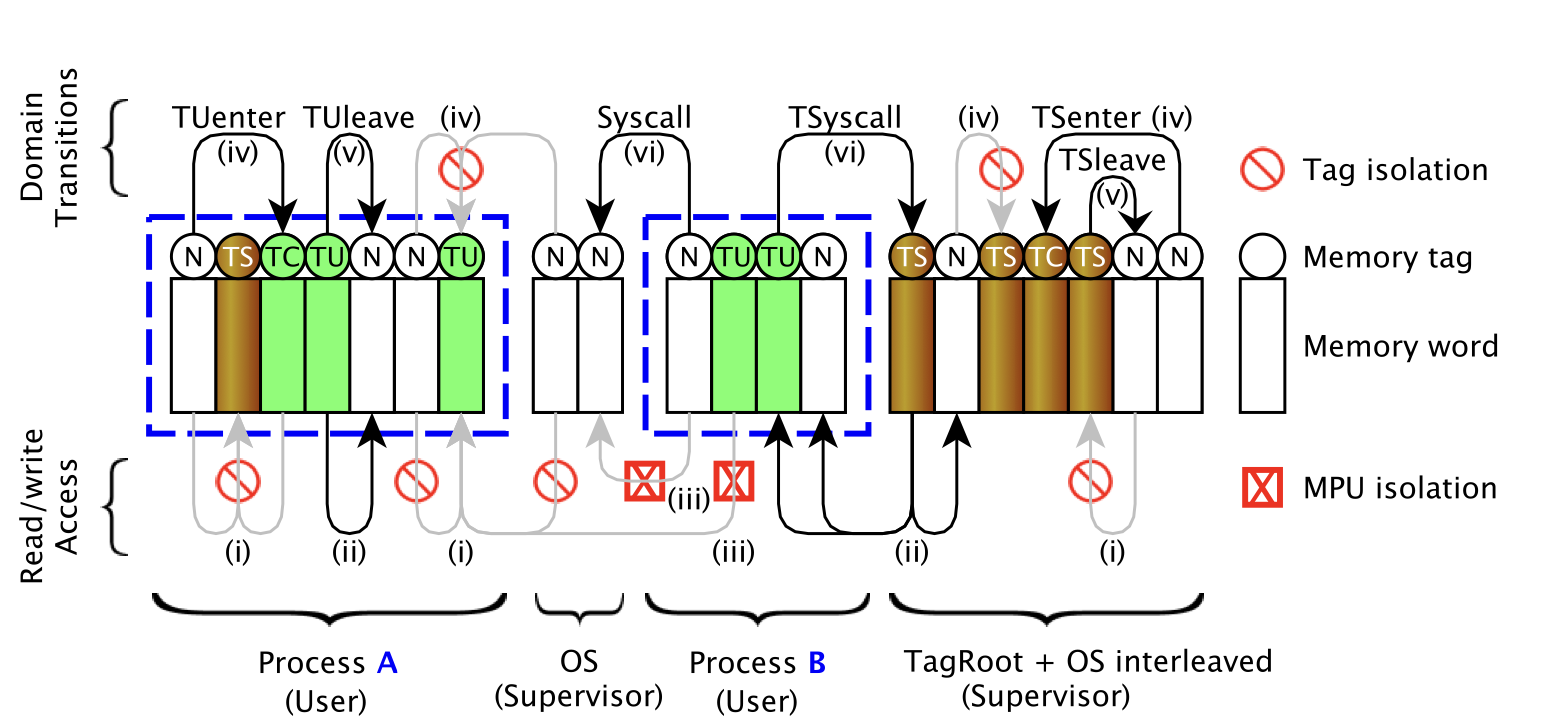 Domain
Transitions
TUenter
(iv)
TUleave
(v)
(iv)
Syscall
(vi)
TSyscall
(vi)
(iv)
TSenter (iv)
TSleave
(v)
Tag isolation
N TS TC TU N N TU N N N TU TU N TS N TS TC TS N N
Memory tag
Memory word
Read/write
Access
MPU isolation
(i)
(ii)
(i)
(iii)
(iii)
(ii)
(i)
Process A
(User)
OS
(Supervisor)
Process B
(User)
TagRoot + OS interleaved
(Supervisor)